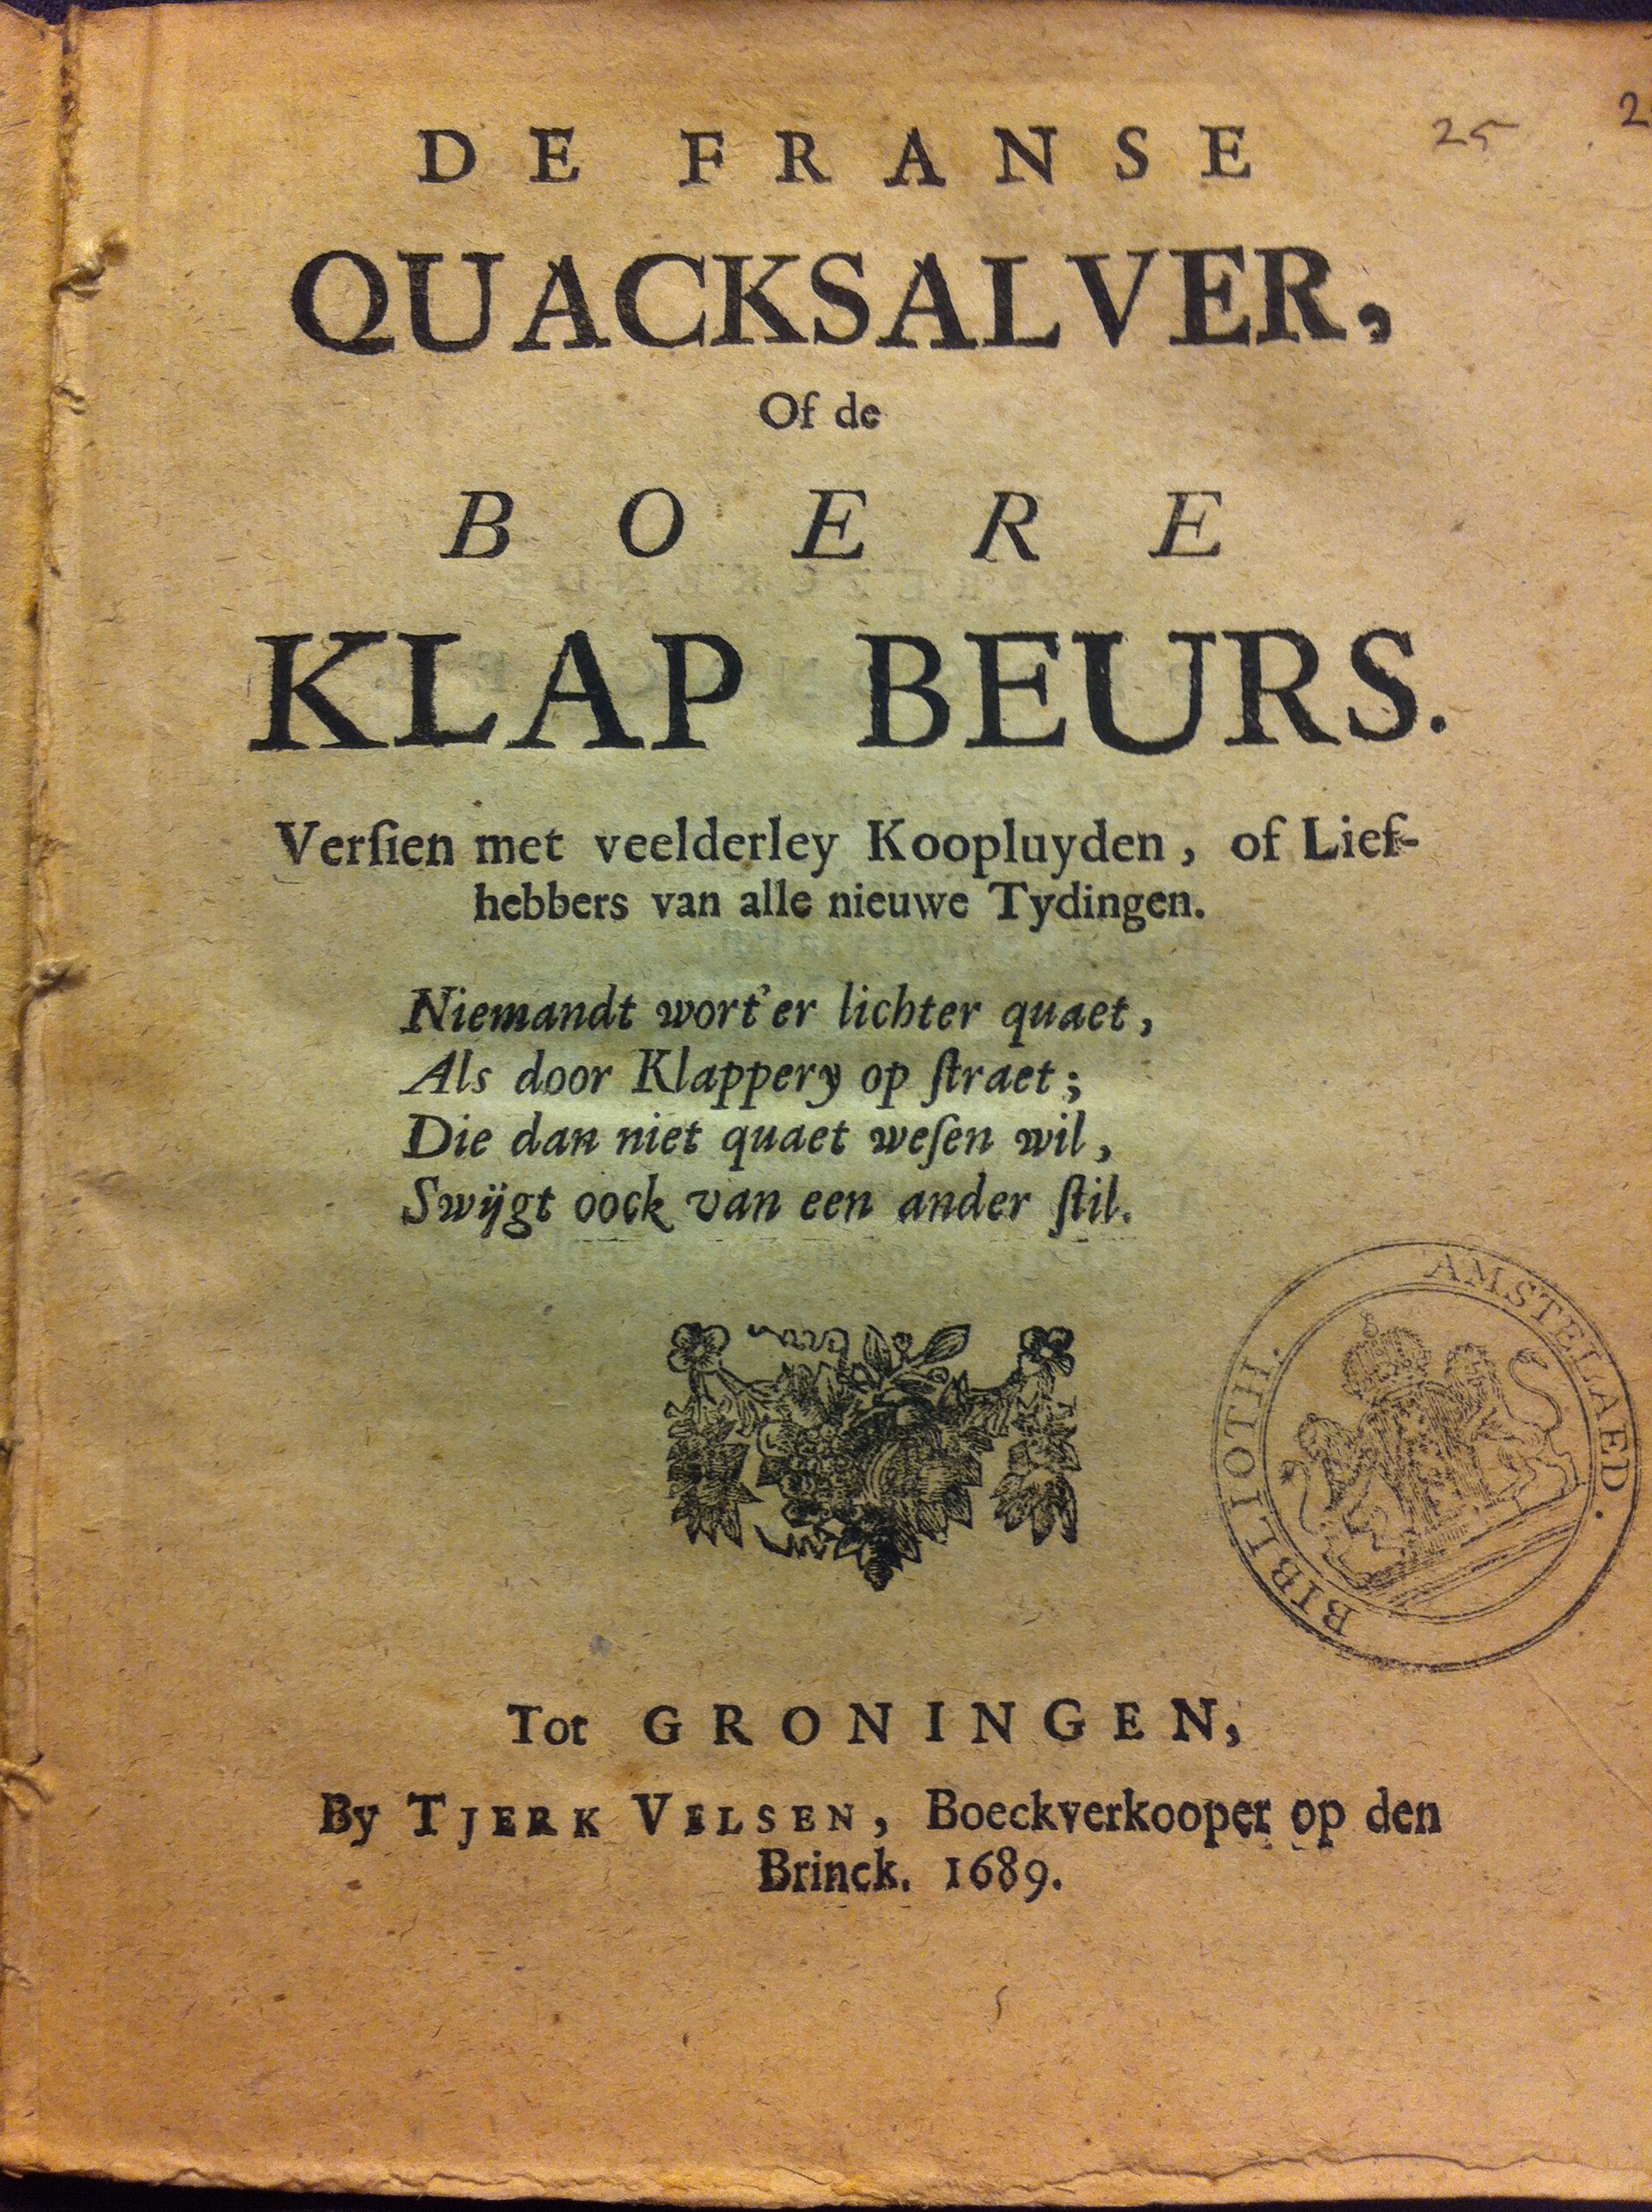 25 2
DE FRANSE
QUACKSALVER,
Of de
BOERE
KLAP BEURS.
Verſien met veelderley Koopluyden, of Lief-
hebbers van alle nieuwe Tydingen.
Niemandt wort'er lichter quaet,
Als door Klappery op ſtraet;
Die dan niet quaet weſen wil,
Swijgt oock van een ander ſtil.
BIBLIOTH. AMSTELAED.
Tot GRONINGEN,
By TJERK VELSEN, Boeckverkooper op den
Brinck. 1689.